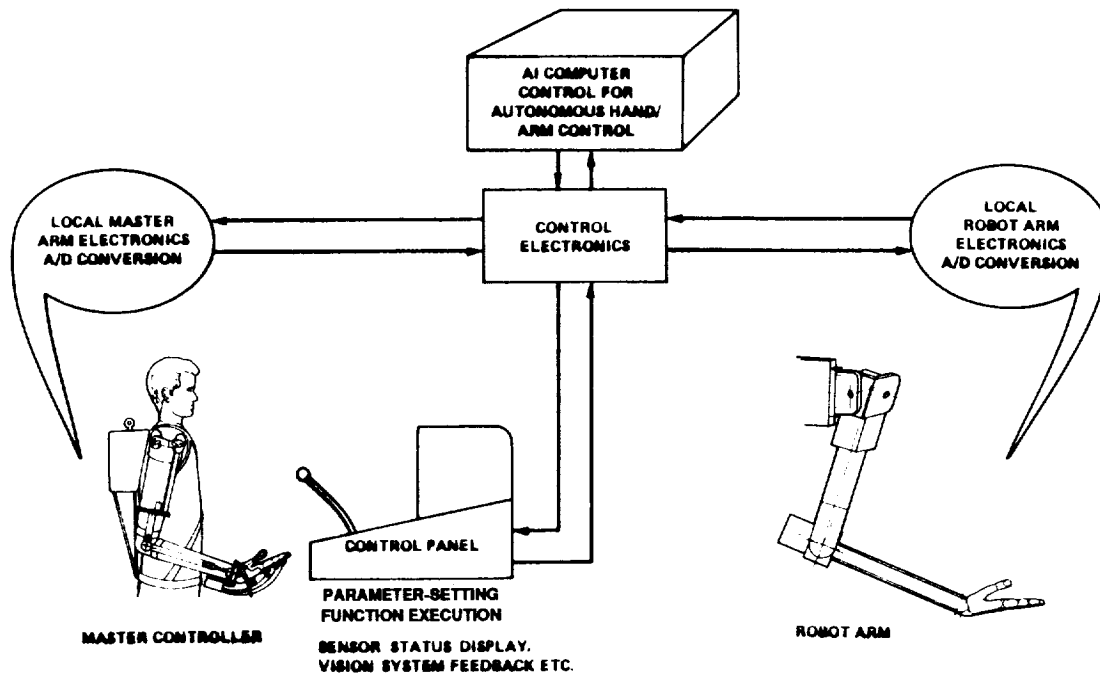 AI COMPUTER
CONTROL FOR
AUTONOMOUS HAND/
ARM CONTROL
LOCAL MASTER
ARM ELECTRONICS
A/D CONVERSION
CONTROL
ELECTRONICS
LOCAL
ROBOT ARM
ELECTRONICS
A/D CONVERSION
CONTROL PANEL
PARAMETER-SETTING
FUNCTION EXECUTION
SENSOR STATUS DISPLAY,
VISION SYSTEM FEEDBACK ETC.
MASTER CONTROLLER
ROBOT ARM